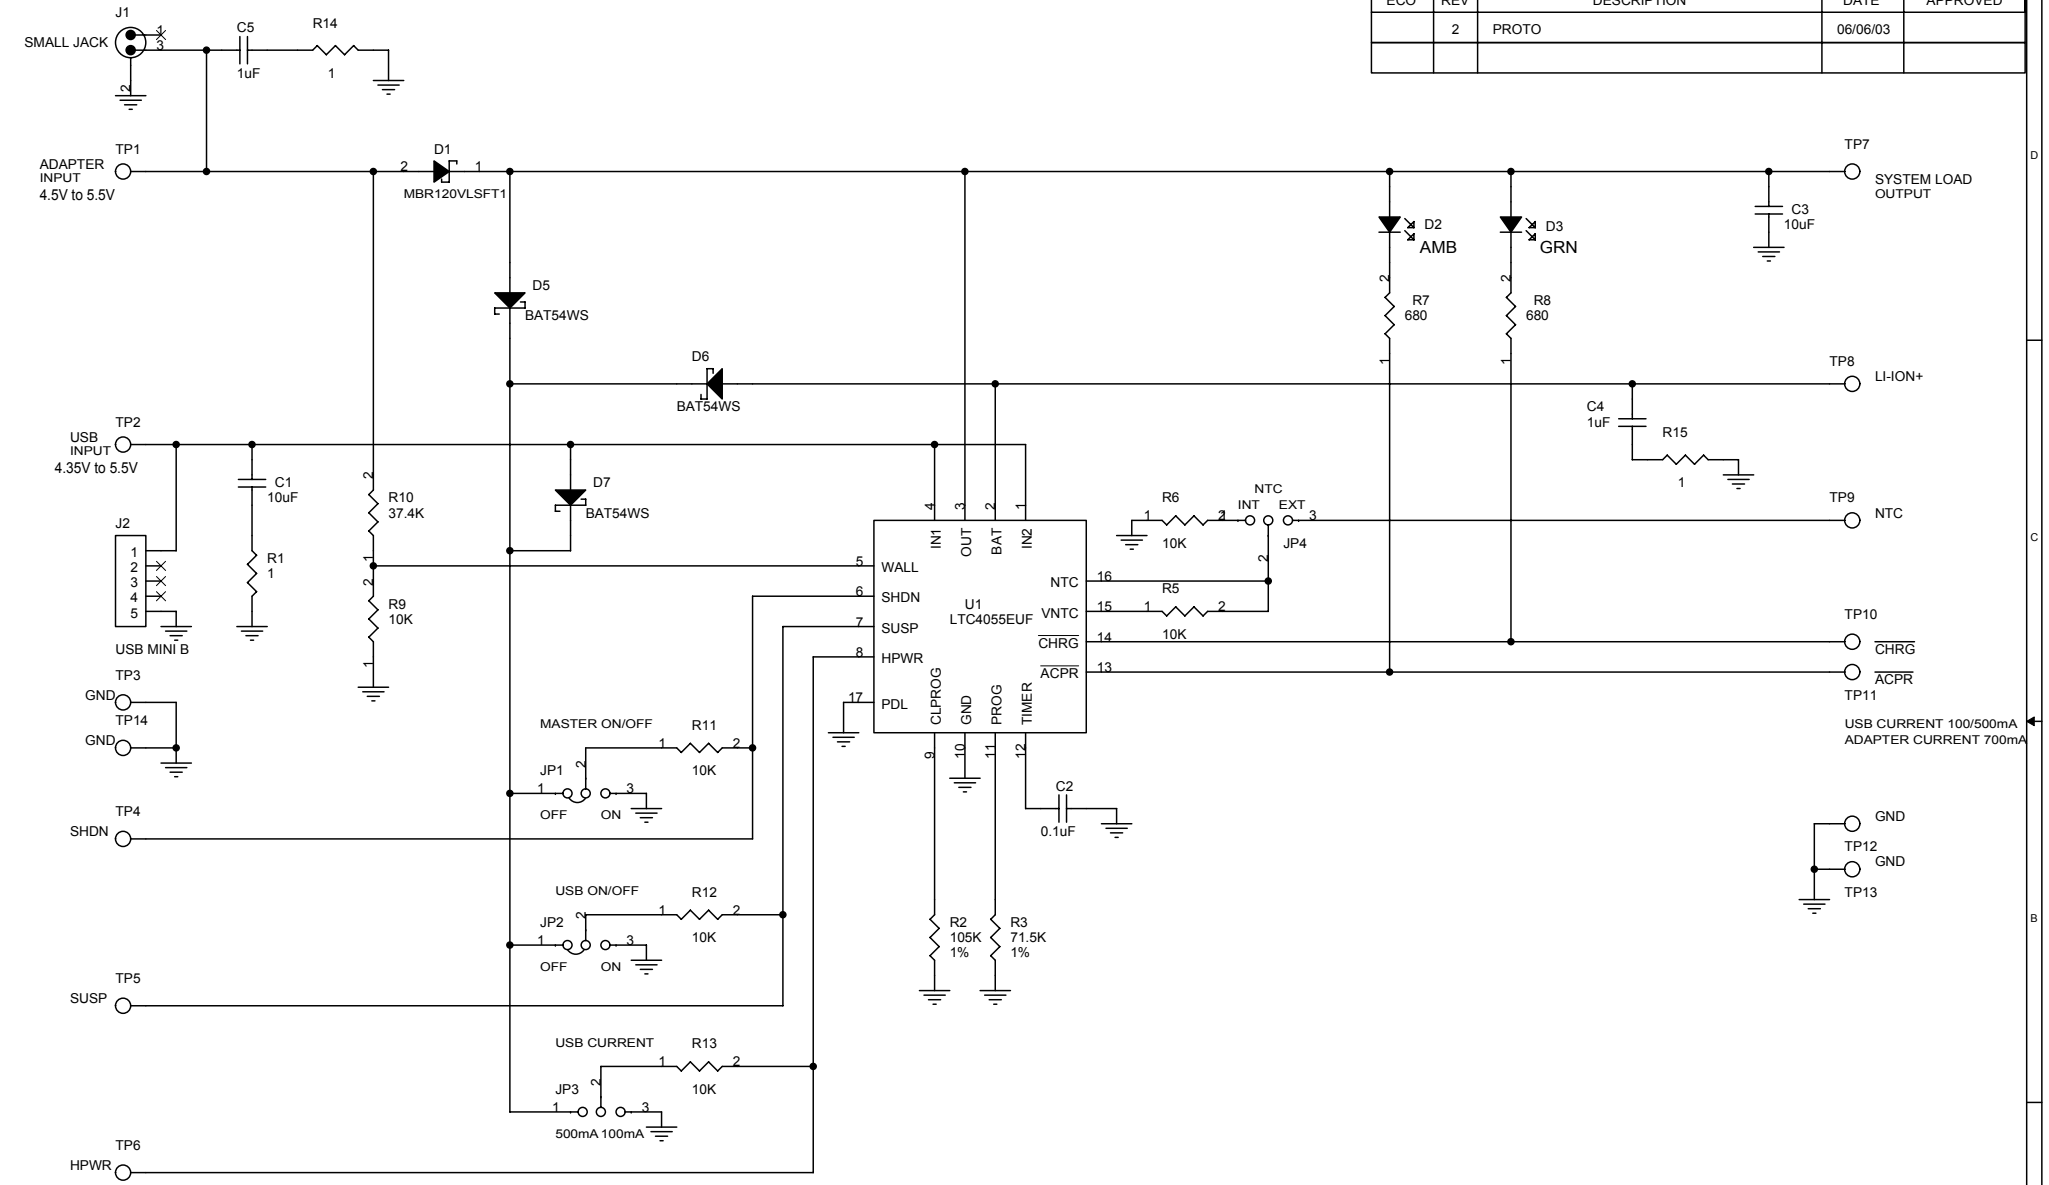 ECO REV DESCRIPTION DATE APPROVED
2 PROTO 06/06/03
J1
SMALL JACK
1
3
2
C5
1uF
R14
1
TP1
ADAPTER
INPUT
4.5V to 5.5V
2 D1 1
MBR120VLSFT1
TP7
SYSTEM LOAD
OUTPUT
D
D2
AMB
D3
GRN
C3
10uF
D5
BAT54WS
2
R7
680
1
2
R8
680
1
D6
BAT54WS
TP8
LI-ION+
C4
1uF
R15
1
TP2
USB
INPUT
4.35V to 5.5V
C1
10uF
R1
1
2
R10
37.4K
1
D7
BAT54WS
J2
1
2
3
4
5
USB MINI B
2
R9
10K
1
4 3 2 1
IN1 OUT BAT IN2
5 WALL
6 SHDN
7 SUSP
8 HPWR
17 PDL
U1
LTC4055EUF
NTC 16
VNTC 15
CHRG 14
ACPR 13
CLPROG GND PROG TIMER
9 10 11 12
R6
1 2 1
10K
NTC
INT EXT
3
JP4
2
R5
1 2
10K
TP9
NTC
C
TP10
CHRG
ACPR
TP11
USB CURRENT 100/500mA
ADAPTER CURRENT 700mA
TP3
GND
TP14
GND
MASTER ON/OFF
R11
1 2
10K
JP1
2
1 3
OFF ON
C2
0.1uF
TP4
SHDN
GND
TP12
GND
TP13
USB ON/OFF
R12
1 2
10K
JP2
2
1 3
OFF ON
R2
105K
1%
R3
71.5K
1%
B
TP5
SUSP
USB CURRENT
R13
1 2
10K
JP3
2
1 3
500mA 100mA
TP6
HPWR